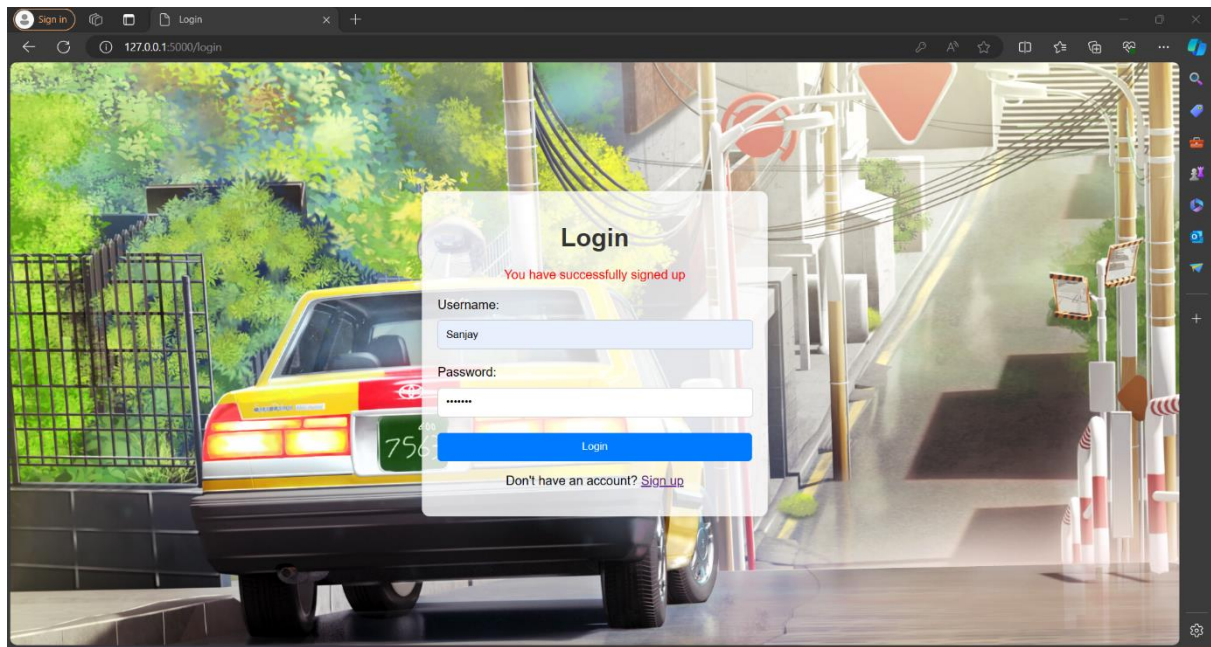 Sign in
Login
127.0.0.1:5000/login
Login
You have successfully signed up
Username:
Sanjay
Password:
•••••••
Login
Don't have an account? Sign up